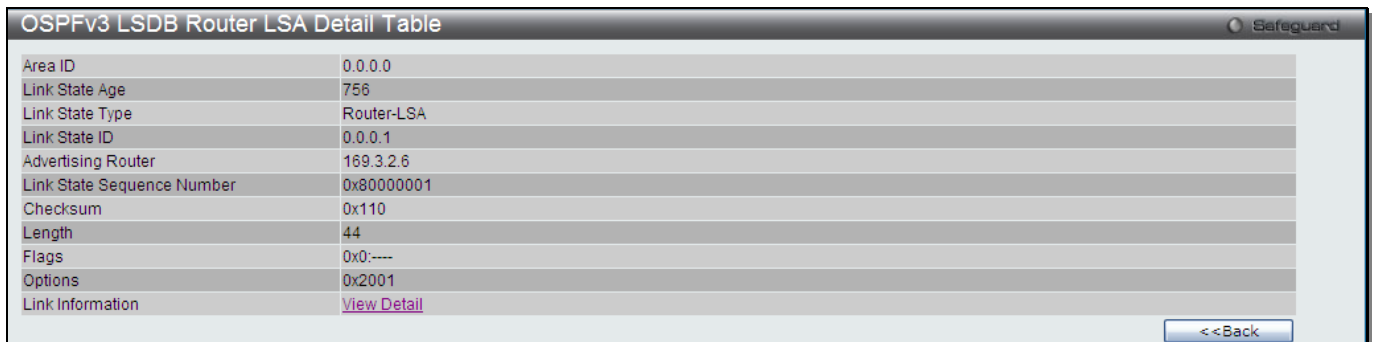 OSPFv3 LSDB Router LSA Detail Table
Safeguard
Area ID 0.0.0.0
Link State Age 756
Link State Type Router-LSA
Link State ID 0.0.0.1
Advertising Router 169.3.2.6
Link State Sequence Number 0x80000001
Checksum 0x110
Length 44
Flags 0x0:----
Options 0x2001
Link Information View Detail
<<Back